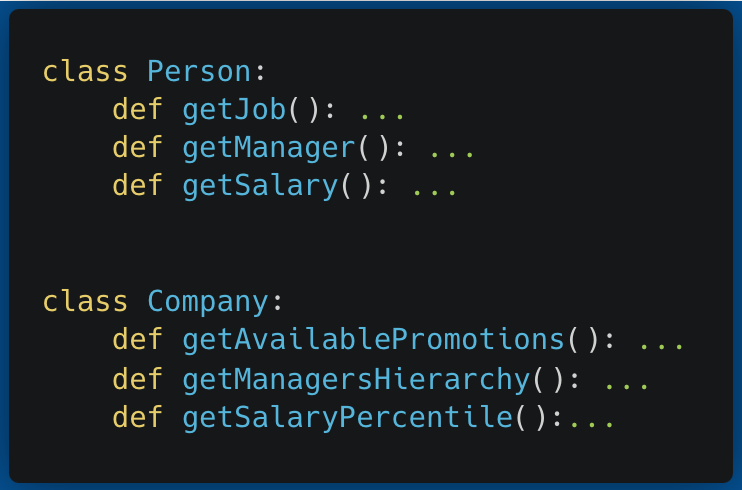 class Person:
    def getJob(): ...
    def getManager(): ...
    def getSalary(): ...
class Company:
    def getAvailablePromotions(): ...
    def getManagersHierarchy(): ...
    def getSalaryPercentile():...